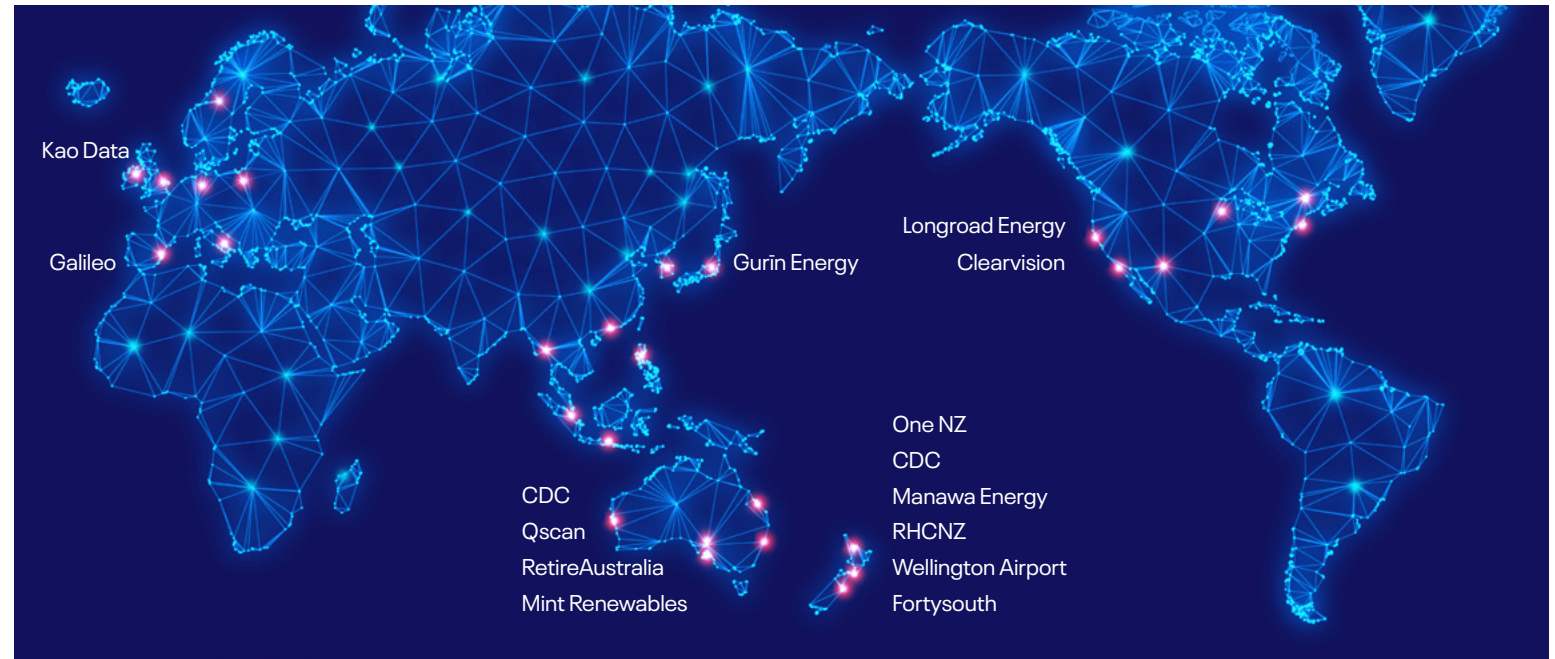 Kao Data
Galileo
Gurīn Energy
Longroad Energy
Clearvision
CDC
Qscan
RetireAustralia
Mint Renewables
One NZ
CDC
Manawa Energy
RHCNZ
Wellington Airport
Fortysouth